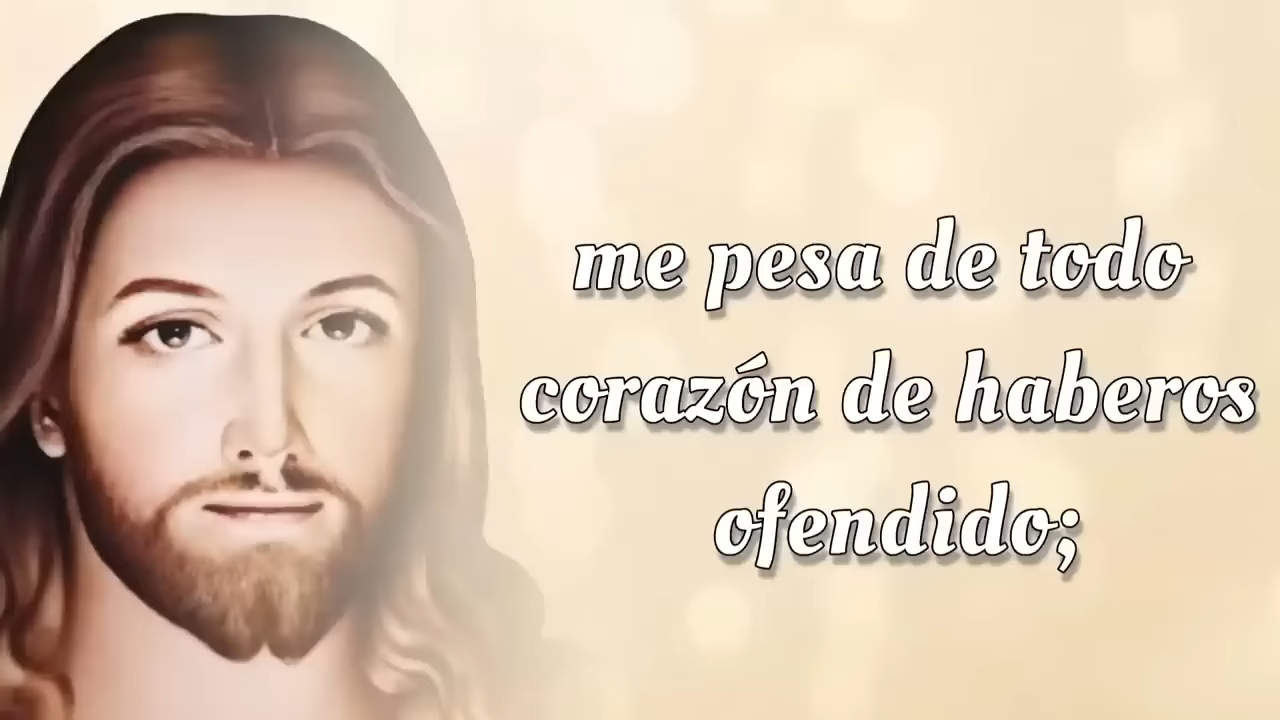 me pesa de todo
corazón de haberos
ofendido;